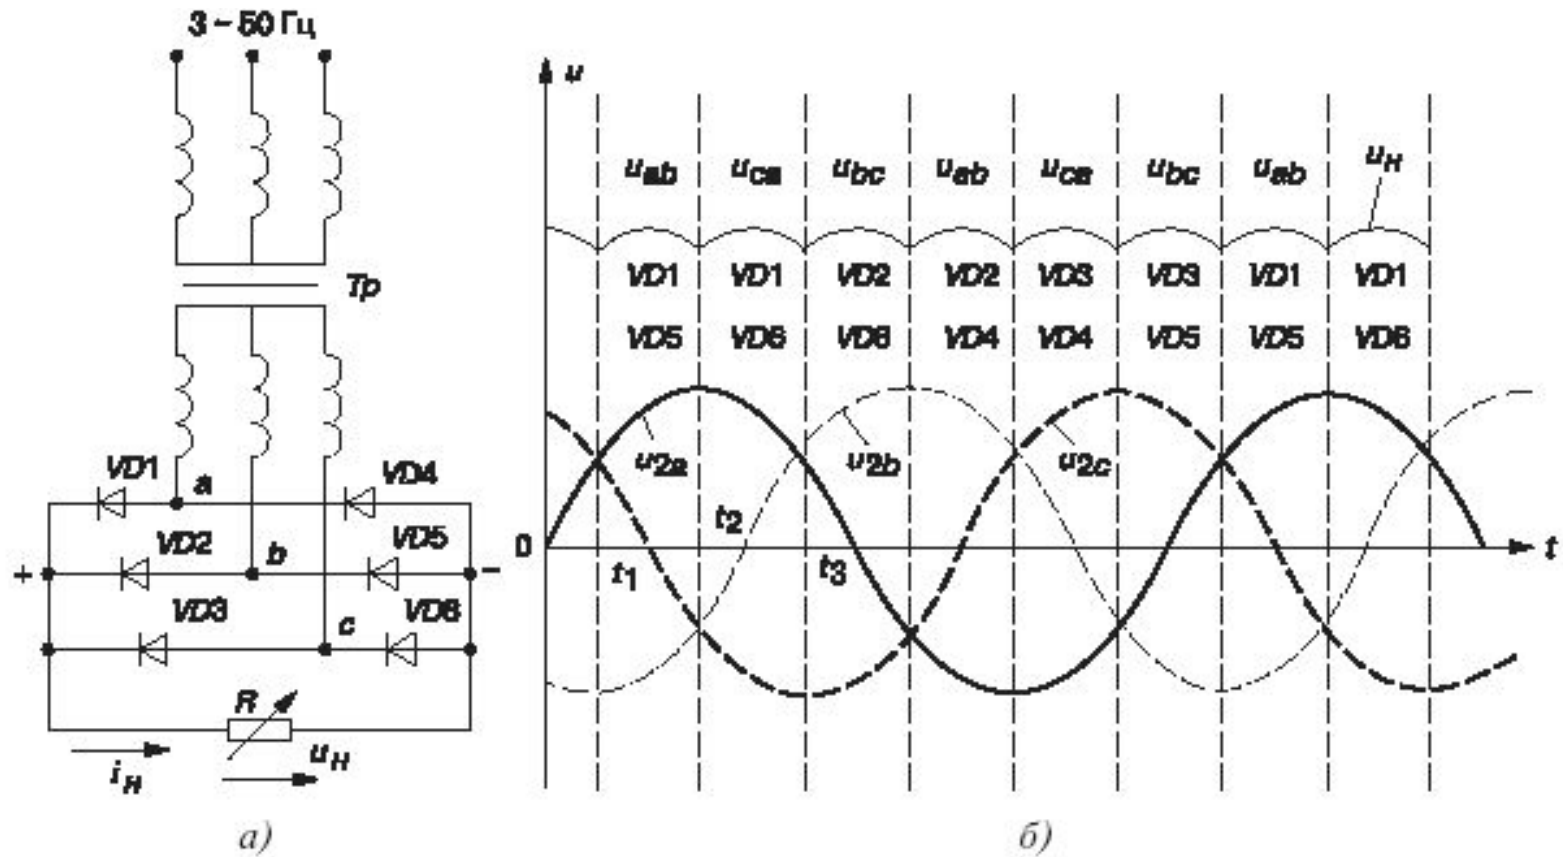 3 ~ 50 Гц
Тр
VD1
a
VD4
VD2
b
VD5
+
−
VD3
c
VD6
R
iн
uн
а)
u
uab
uca
ubc
uab
uca
ubc
uab
uн
VD1
VD1
VD2
VD2
VD3
VD3
VD1
VD1
VD5
VD6
VD6
VD4
VD4
VD5
VD5
VD6
u2a
u2b
u2c
0
t1
t2
t3
t
б)